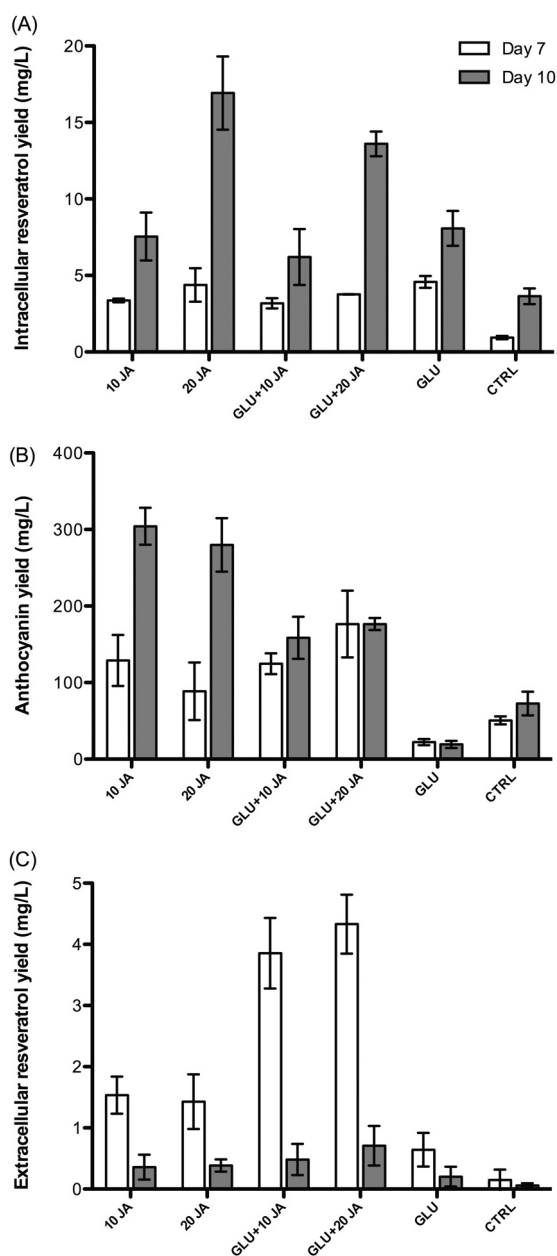 (A)
Intracellular resveratrol yield (mg/L)
20
15
10
5
0
Day 7
Day 10
10 JA
20 JA
GLU+10 JA
GLU+20 JA
GLU
CTRL
(B)
Anthocyanin yield (mg/L)
400
300
200
100
0
10 JA
20 JA
GLU+10 JA
GLU+20 JA
GLU
CTRL
(C)
Extracellular resveratrol yield (mg/L)
5
4
3
2
1
0
10 JA
20 JA
GLU+10 JA
GLU+20 JA
GLU
CTRL